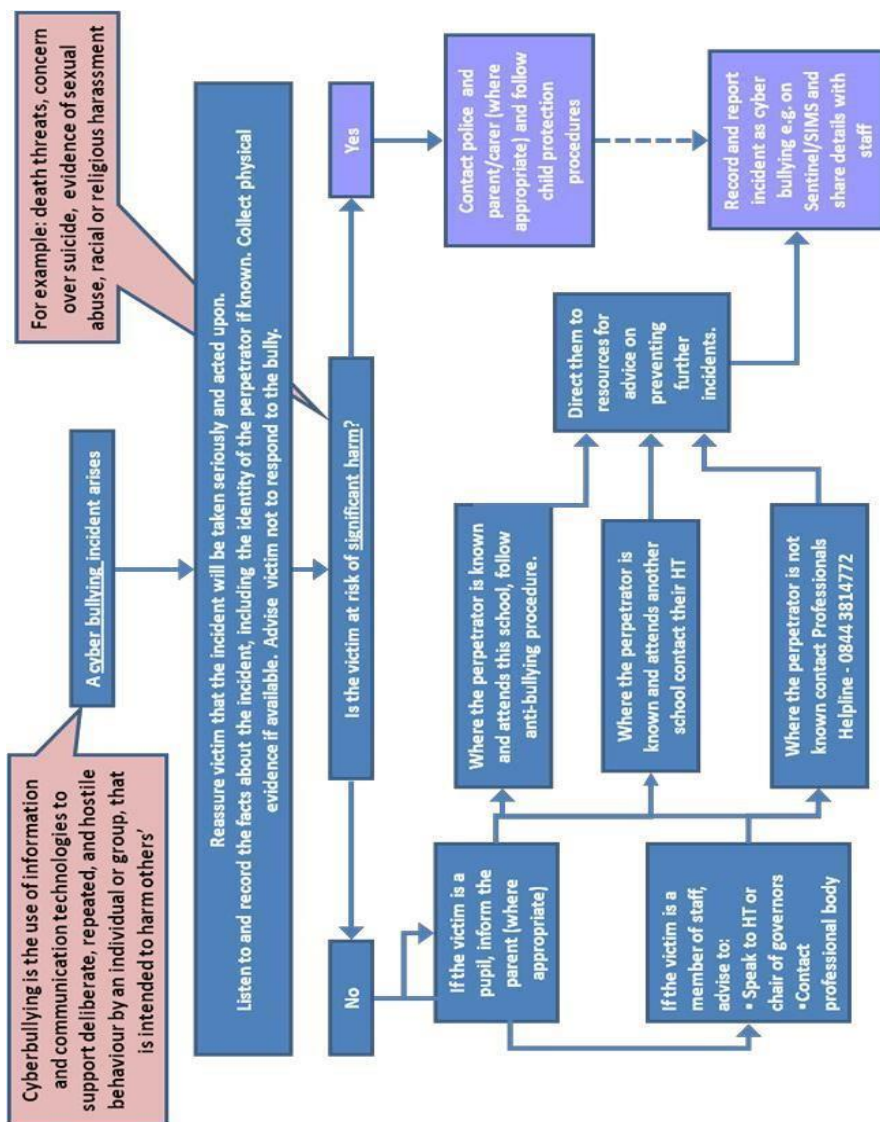 Cyberbullying is the use of information
and communication technologies to
support deliberate, repeated, and hostile
behaviour by an individual or group, that
is intended to harm others’
A cyber bullying incident arises
For example: death threats, concern
over suicide, evidence of sexual
abuse, racial or religious harassment
Reassure victim that the incident will be taken seriously and acted upon.
Listen to and record the facts about the incident, including the identity of the perpetrator if known. Collect physical
evidence if available. Advise victim not to respond to the bully.
Is the victim at risk of significant harm?
No
Yes
If the victim is a
pupil, inform the
parent (where
appropriate)
If the victim is a
member of staff,
advise to:
• Speak to HT or
chair of governors
•Contact
professional body
Where the perpetrator is known
and attends this school, follow
anti-bullying procedure.
Where the perpetrator is
known and attends another
school contact their HT
Where the perpetrator is not
known contact Professionals
Helpline - 0844 3814772
Direct them to
resources for
advice on
preventing
further
incidents.
Contact police and
parent/carer (where
appropriate) and follow
child protection
procedures
Record and report
incident as cyber
bullying e.g. on
Sentinel/SIMS and
share details with
staff